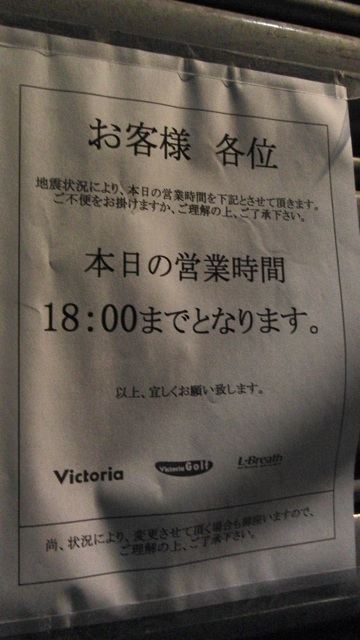 お客様 各位
地震状況により、本日の営業時間を下記とさせて頂きます。
ご不便をお掛けますか、ご理解の上、ご了承下さい。
本日の営業時間
18:00までとなります。
以上、宜しくお願い致します。
Victoria
Victoria Golf
L-Breath
尚、状況により、変更させて頂く場合も御座いますので、
ご理解の上、ご了承下さい。